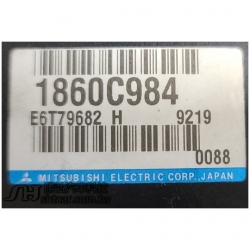 1860C984
E6T79682 H 9219
0088
MITSUBISHI ELECTRIC CORP., JAPAN